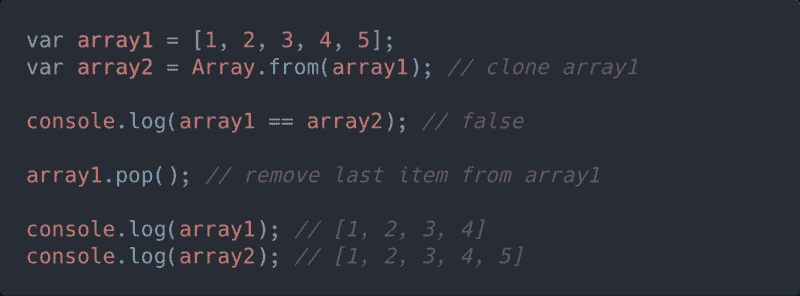 var array1 = [1, 2, 3, 4, 5];
var array2 = Array.from(array1); // clone array1
console.log(array1 == array2); // false
array1.pop(); // remove last item from array1
console.log(array1); // [1, 2, 3, 4]
console.log(array2); // [1, 2, 3, 4, 5]